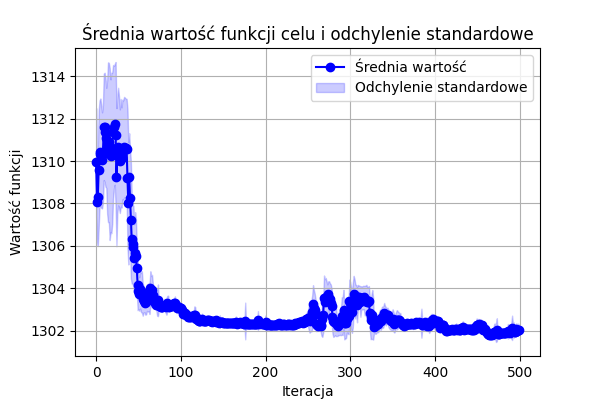 Średnia wartość funkcji celu i odchylenie standardowe
Średnia wartość
Odchylenie standardowe
Wartość funkcji
1314
1312
1310
1308
1306
1304
1302
0 100 200 300 400 500
Iteracja